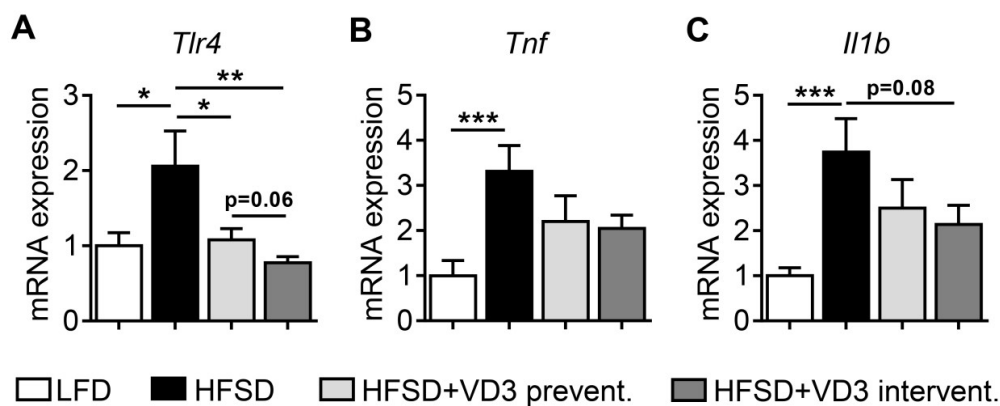 A
Tlr4
mRNA expression
3
2
1
0
*
**
*
p=0.06
B
Tnf
mRNA expression
5
4
3
2
1
0
***
C
Il1b
mRNA expression
5
4
3
2
1
0
***
p=0.08
LFD
HFSD
HFSD+VD3 prevent.
HFSD+VD3 intervent.